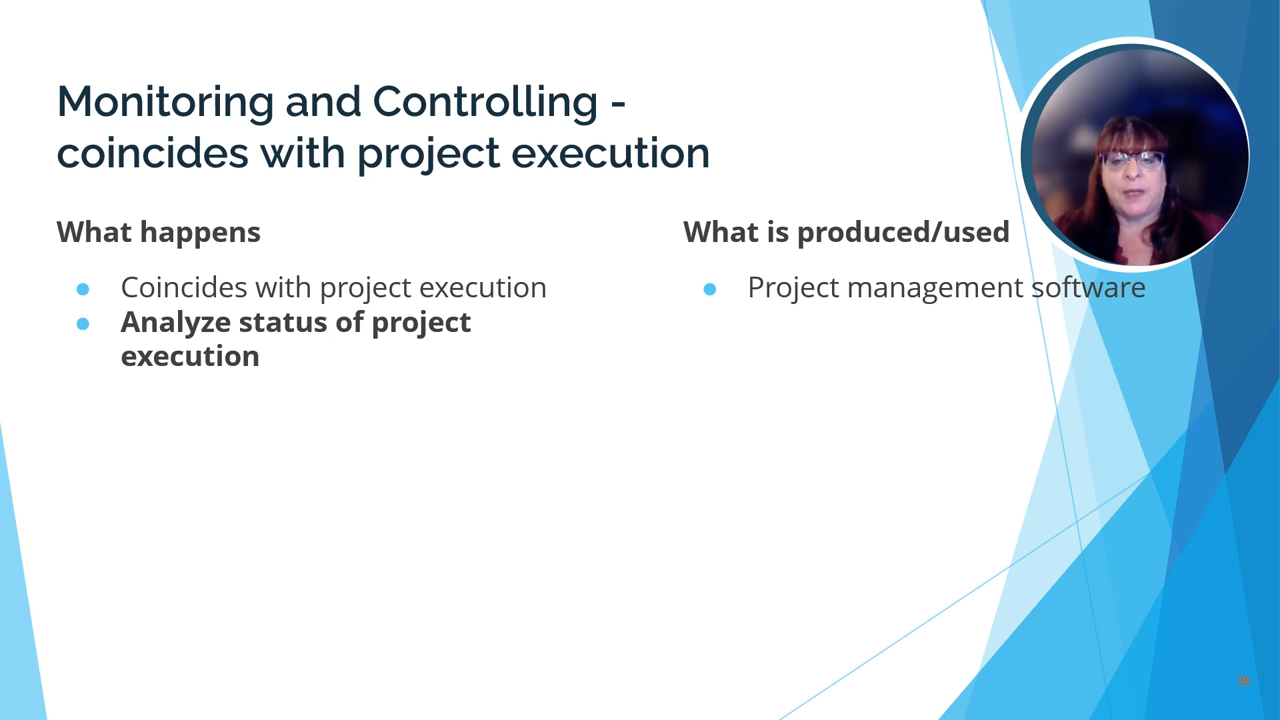 Monitoring and Controlling -
coincides with project execution
What happens
● Coincides with project execution
● Analyze status of project
execution
What is produced/used
● Project management software
26